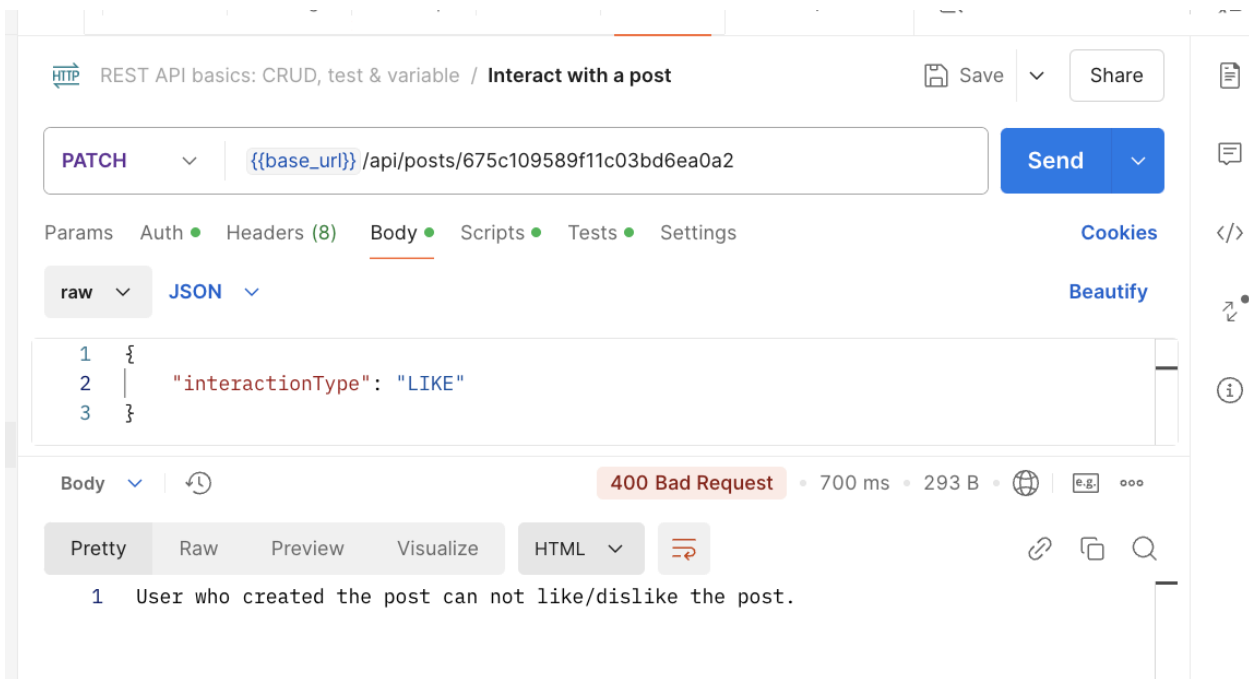 HTTP REST API basics: CRUD, test & variable / Interact with a post Save Share
PATCH {{base_url}} /api/posts/675c109589f11c03bd6ea0a2 Send
Params Auth Headers (8) Body Scripts Tests Settings Cookies
raw JSON Beautify
1 {
2 "interactionType": "LIKE"
3 }
Body 400 Bad Request • 700 ms • 293 B • e.g. ooo
Pretty Raw Preview Visualize HTML
1 User who created the post can not like/dislike the post.